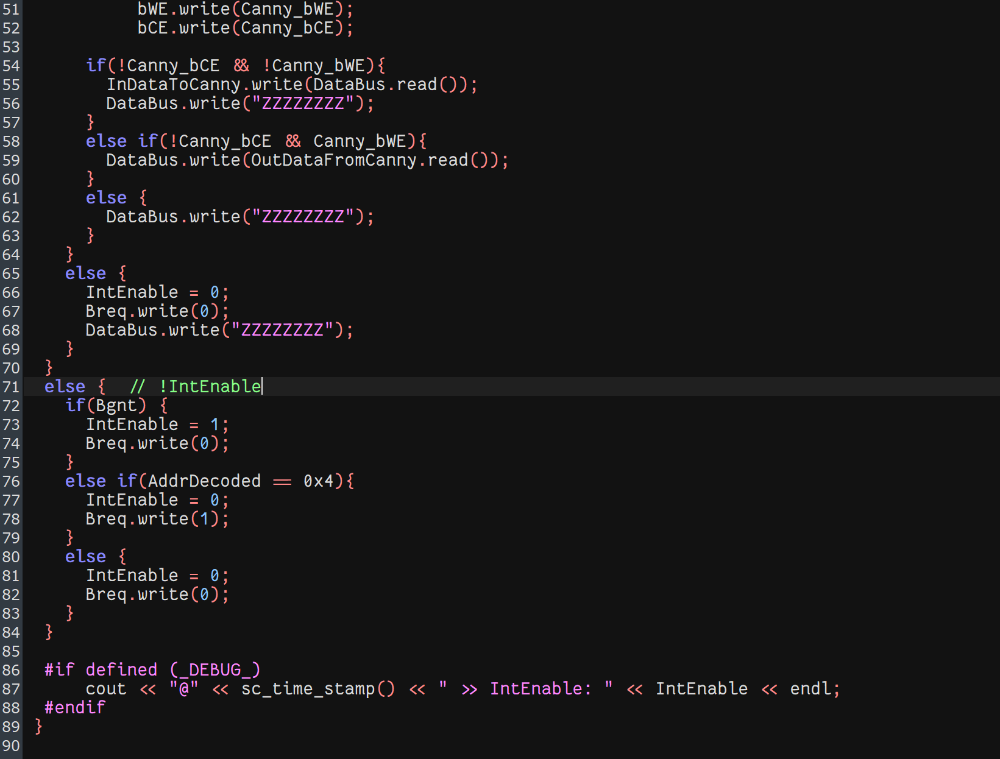 51 bWE.write(Canny_bWE);
52 bCE.write(Canny_bCE);
53
54 if(!Canny_bCE && !Canny_bWE){
55 InDataToCanny.write(DataBus.read());
56 DataBus.write("ZZZZZZZZ");
57 }
58 else if(!Canny_bCE && Canny_bWE){
59 DataBus.write(OutDataFromCanny.read());
60 }
61 else {
62 DataBus.write("ZZZZZZZZ");
63 }
64 }
65 else {
66 IntEnable = 0;
67 Breq.write(0);
68 DataBus.write("ZZZZZZZZ");
69 }
70 }
71 else { // !IntEnable
72 if(Bgnt) {
73 IntEnable = 1;
74 Breq.write(0);
75 }
76 else if(AddrDecoded == 0x4){
77 IntEnable = 0;
78 Breq.write(1);
79 }
80 else {
81 IntEnable = 0;
82 Breq.write(0);
83 }
84 }
85
86 #if defined (_DEBUG_)
87 cout << "@" << sc_time_stamp() << " >> IntEnable: " << IntEnable << endl;
88 #endif
89 }
90